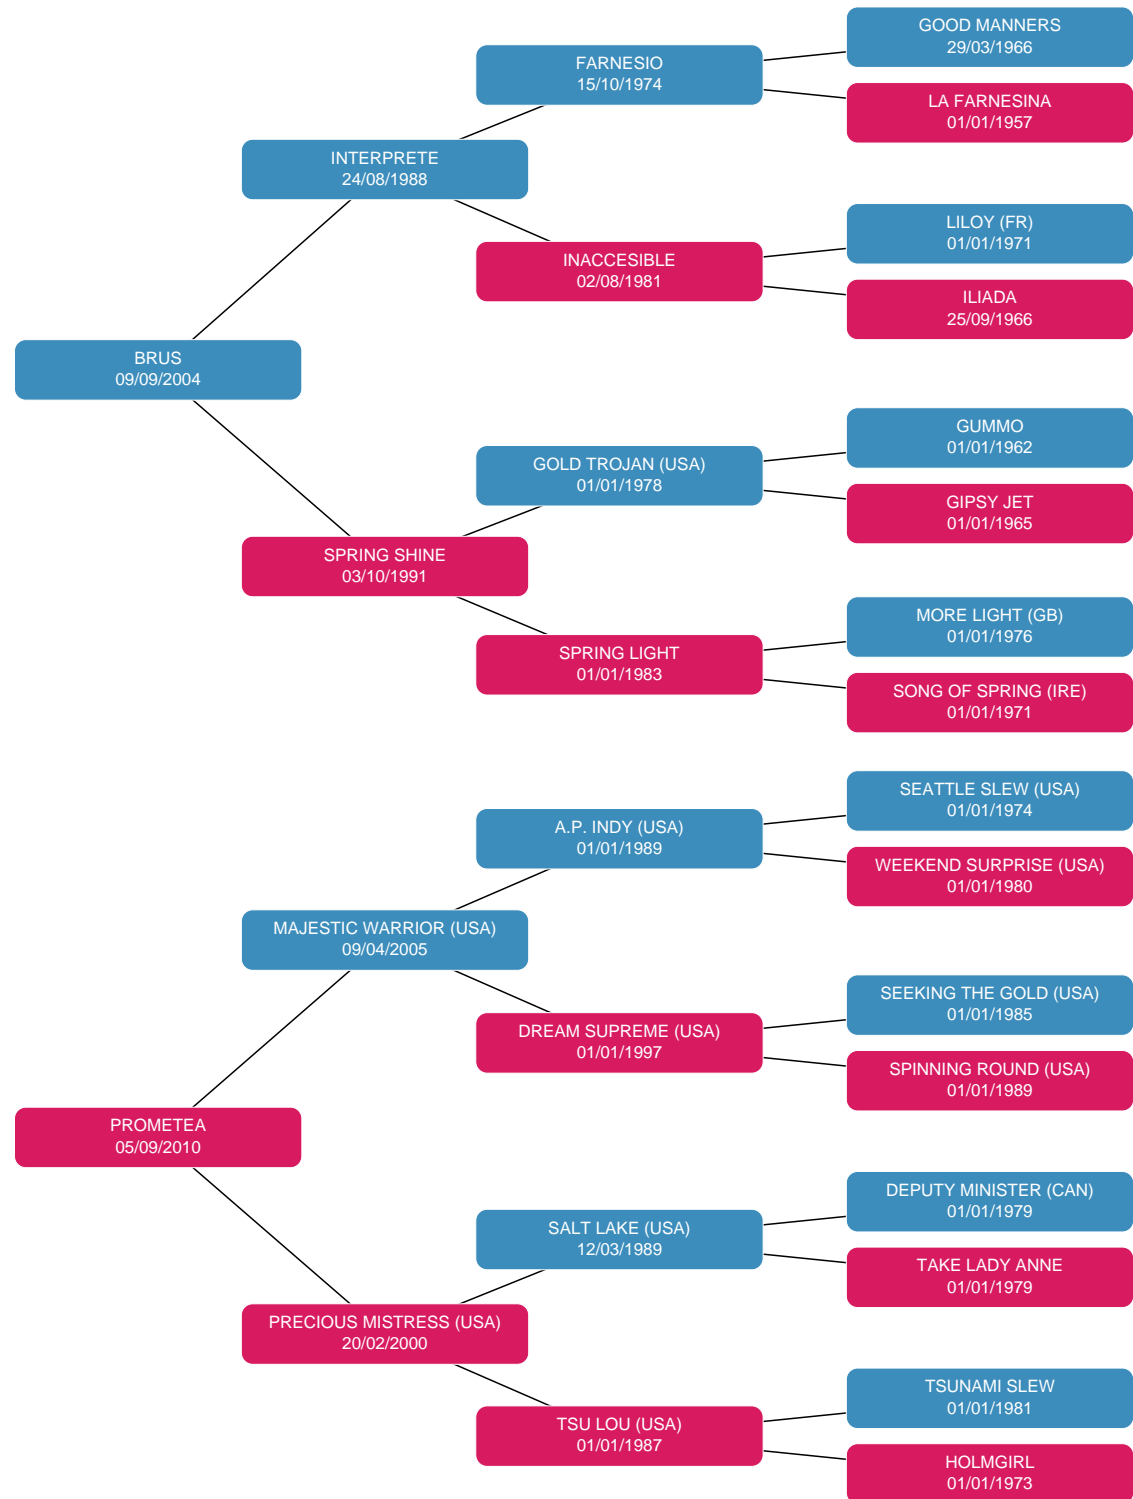 GOOD MANNERS
29/03/1966
FARNESIO
15/10/1974
LA FARNESINA
01/01/1957
INTERPRETE
24/08/1988
LILOY (FR)
01/01/1971
INACCESIBLE
02/08/1981
ILIADA
25/09/1966
BRUS
09/09/2004
GUMMO
01/01/1962
GOLD TROJAN (USA)
01/01/1978
GIPSY JET
01/01/1965
SPRING SHINE
03/10/1991
MORE LIGHT (GB)
01/01/1976
SPRING LIGHT
01/01/1983
SONG OF SPRING (IRE)
01/01/1971
SEATTLE SLEW (USA)
01/01/1974
A.P. INDY (USA)
01/01/1989
WEEKEND SURPRISE (USA)
01/01/1980
MAJESTIC WARRIOR (USA)
09/04/2005
SEEKING THE GOLD (USA)
01/01/1985
DREAM SUPREME (USA)
01/01/1997
SPINNING ROUND (USA)
01/01/1989
PROMETEA
05/09/2010
DEPUTY MINISTER (CAN)
01/01/1979
SALT LAKE (USA)
12/03/1989
TAKE LADY ANNE
01/01/1979
PRECIOUS MISTRESS (USA)
20/02/2000
TSUNAMI SLEW
01/01/1981
TSU LOU (USA)
01/01/1987
HOLMGIRL
01/01/1973